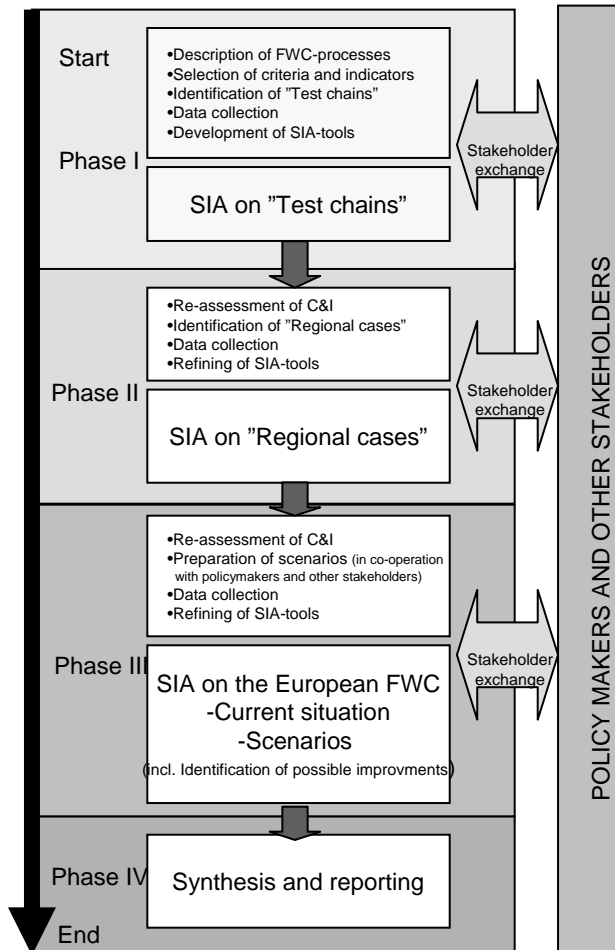 Start
•Description of FWC-processes
•Selection of criteria and indicators
•Identification of ”Test chains”
•Data collection
•Development of SIA-tools
Phase I
SIA on ”Test chains”
Stakeholder
exchange
•Re-assessment of C&I
•Identification of ”Regional cases”
•Data collection
•Refining of SIA-tools
Phase II
SIA on ”Regional cases”
Stakeholder
exchange
•Re-assessment of C&I
•Preparation of scenarios (in co-operation
with policymakers and other stakeholders)
•Data collection
•Refining of SIA-tools
Phase III
SIA on the European FWC
-Current situation
-Scenarios
(incl. Identification of possible improvments)
Stakeholder
exchange
Phase IV
Synthesis and reporting
End
POLICY MAKERS AND OTHER STAKEHOLDERS